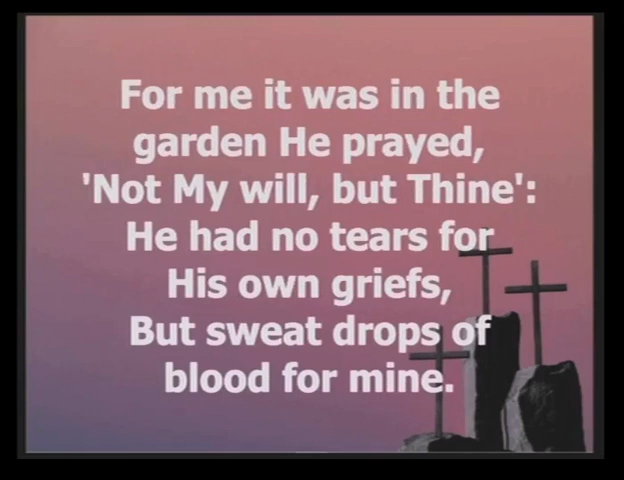 For me it was in the
garden He prayed,
'Not My will, but Thine':
He had no tears for
His own griefs,
But sweat drops of
blood for mine.